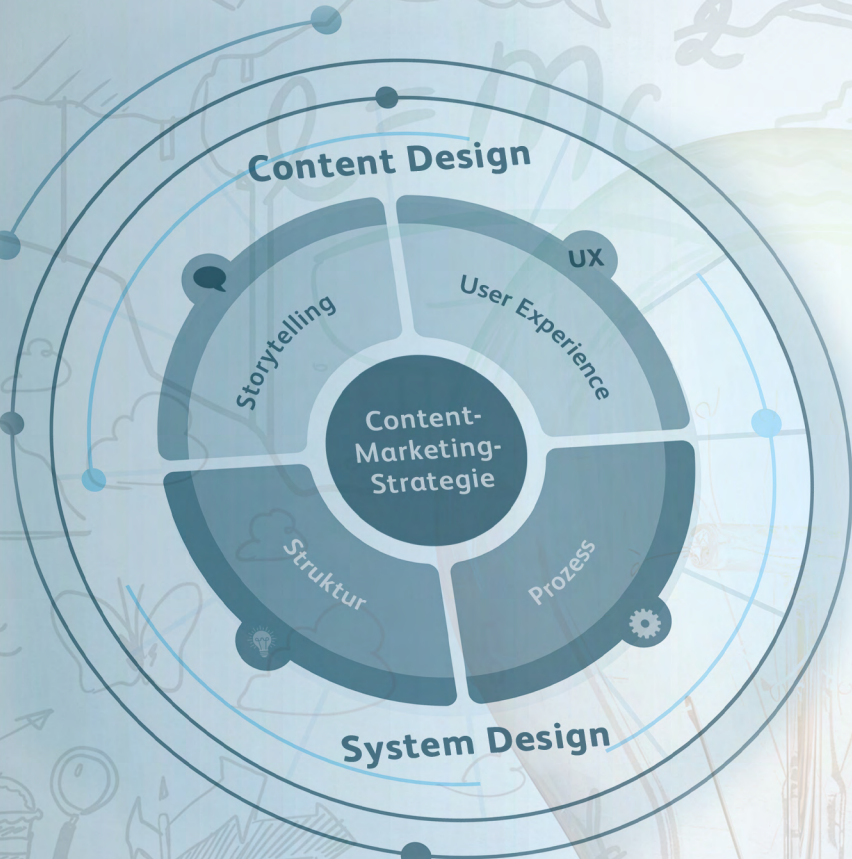 Content Design
UX
Storytelling
User Experience
Content-
Marketing-
Strategie
Struktur
Prozess
System Design